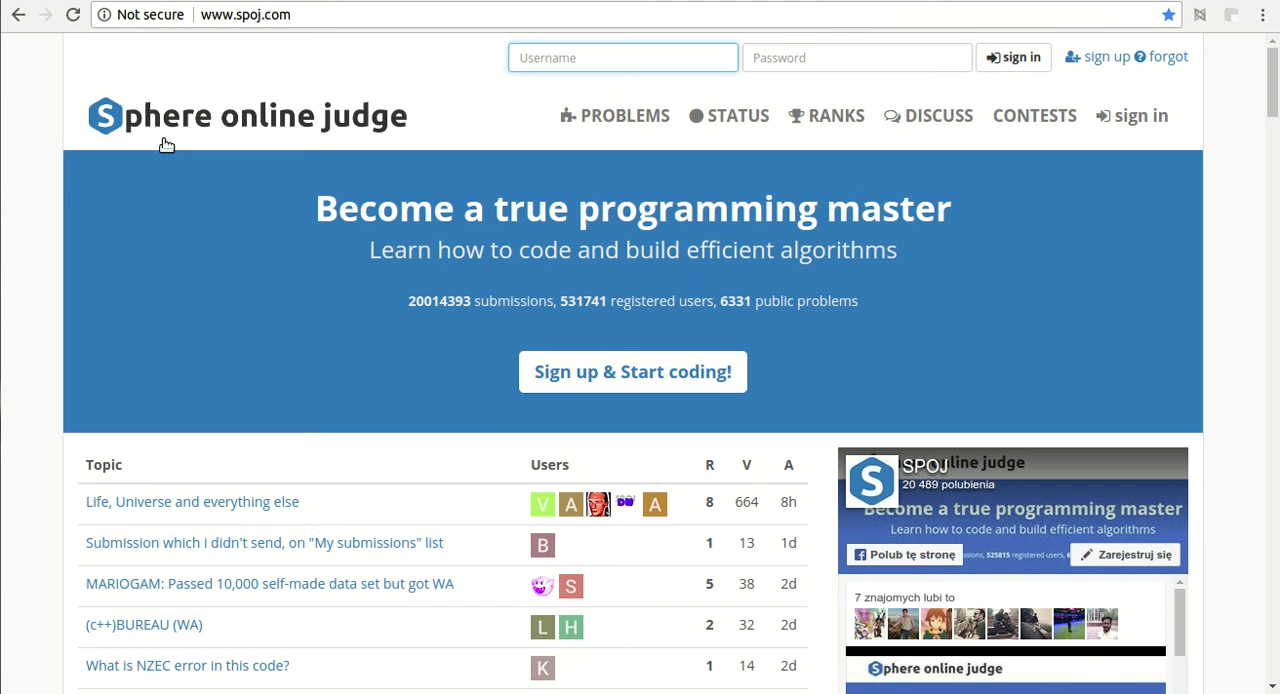 Not secure www.spoj.com
Username Password sign in sign up forgot
Sphere online judge
PROBLEMS STATUS RANKS DISCUSS CONTESTS sign in
Become a true programming master
Learn how to code and build efficient algorithms
20014393 submissions, 531741 registered users, 6331 public problems
Sign up & Start coding!
Topic Users R V A
Life, Universe and everything else V A A 8 664 8h
Submission which i didn't send, on "My submissions" list B 1 13 1d
MARIOGAM: Passed 10,000 self-made data set but got WA S 5 38 2d
(c++)BUREAU (WA) L H 2 32 2d
What is NZEC error in this code? K 1 14 2d
SPOJ
online judge
20 489 polubienia
Become a true programming master
Learn how to code and build efficient algorithms
Polub tę stronę
525815 registered users,
Zarejestruj się
7 znajomych lubi to
Sphere online judge